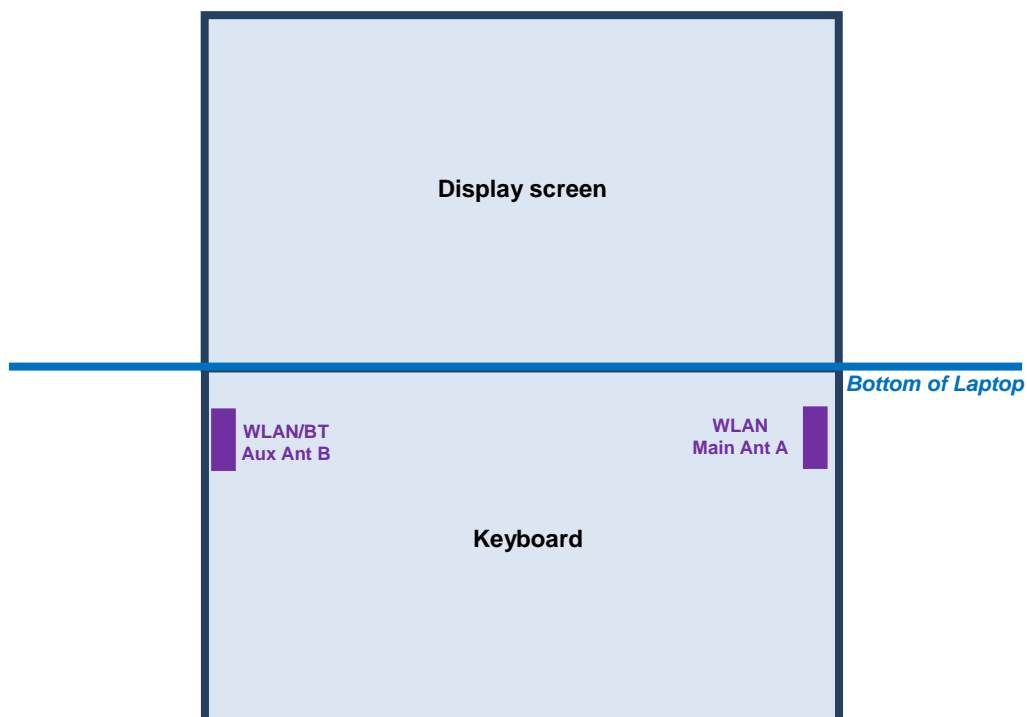 Display screen
Bottom of Laptop
WLAN/BT
Aux Ant B
WLAN
Main Ant A
Keyboard